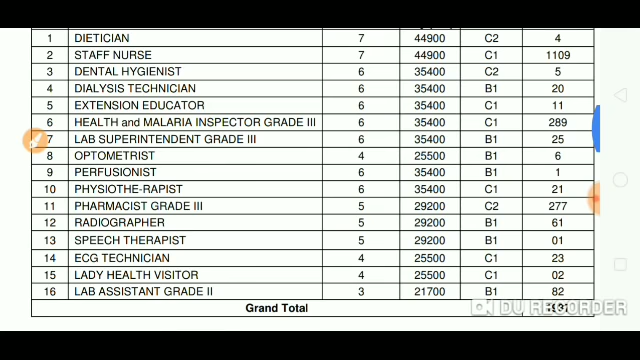 1 DIETICIAN 7 44900 C2 4
2 STAFF NURSE 7 44900 C1 1109
3 DENTAL HYGIENIST 6 35400 C2 5
4 DIALYSIS TECHNICIAN 6 35400 B1 20
5 EXTENSION EDUCATOR 6 35400 C1 11
6 HEALTH and MALARIA INSPECTOR GRADE III 6 35400 C1 289
7 LAB SUPERINTENDENT GRADE III 6 35400 B1 25
8 OPTOMETRIST 4 25500 B1 6
9 PERFUSIONIST 6 35400 B1 1
10 PHYSIOTHE-RAPIST 6 35400 C1 21
11 PHARMACIST GRADE III 5 29200 C2 277
12 RADIOGRAPHER 5 29200 B1 61
13 SPEECH THERAPIST 5 29200 B1 01
14 ECG TECHNICIAN 4 25500 C1 23
15 LADY HEALTH VISITOR 4 25500 C1 02
16 LAB ASSISTANT GRADE II 3 21700 B1 82
Grand Total 1937
DU RECORDER